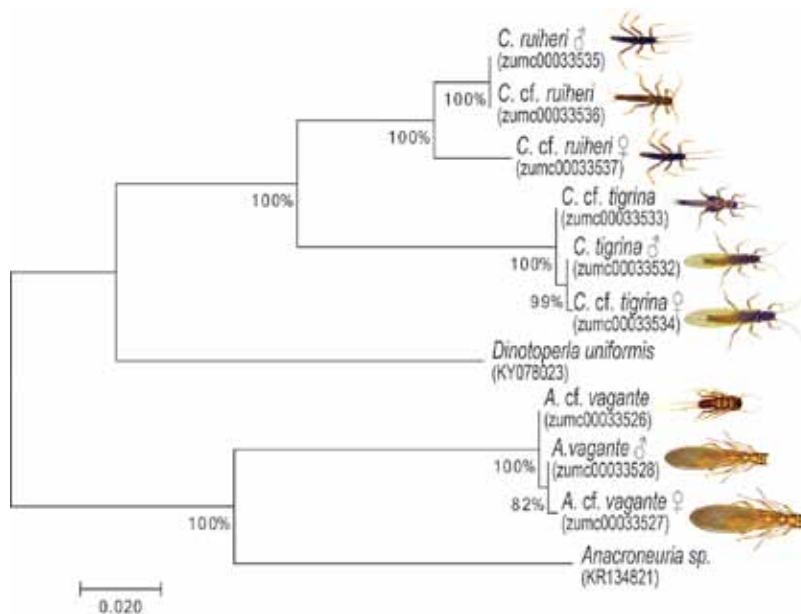 C. ruiheri ♂
(zumc00033535)
100%
C. cf. ruiheri
(zumc00033536)
100%
C. cf. ruiheri ♀
(zumc00033537)
100%
C. cf. tigrina
(zumc00033533)
100%
C. tigrina ♂
(zumc00033532)
99%
C. cf. tigrina ♀
(zumc00033534)
Dinotoperla uniformis
(KY078023)
A. cf. vagante
(zumc00033526)
100%
A.vagante ♂
(zumc00033528)
82%
A. cf. vagante ♀
(zumc00033527)
100%
Anacroneuria sp.
(KR134821)
0.020